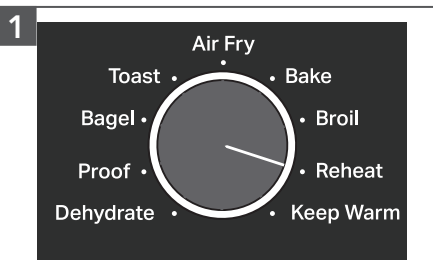 1
Air Fry
Toast Bake
Bagel Broil
Proof Reheat
Dehydrate Keep Warm